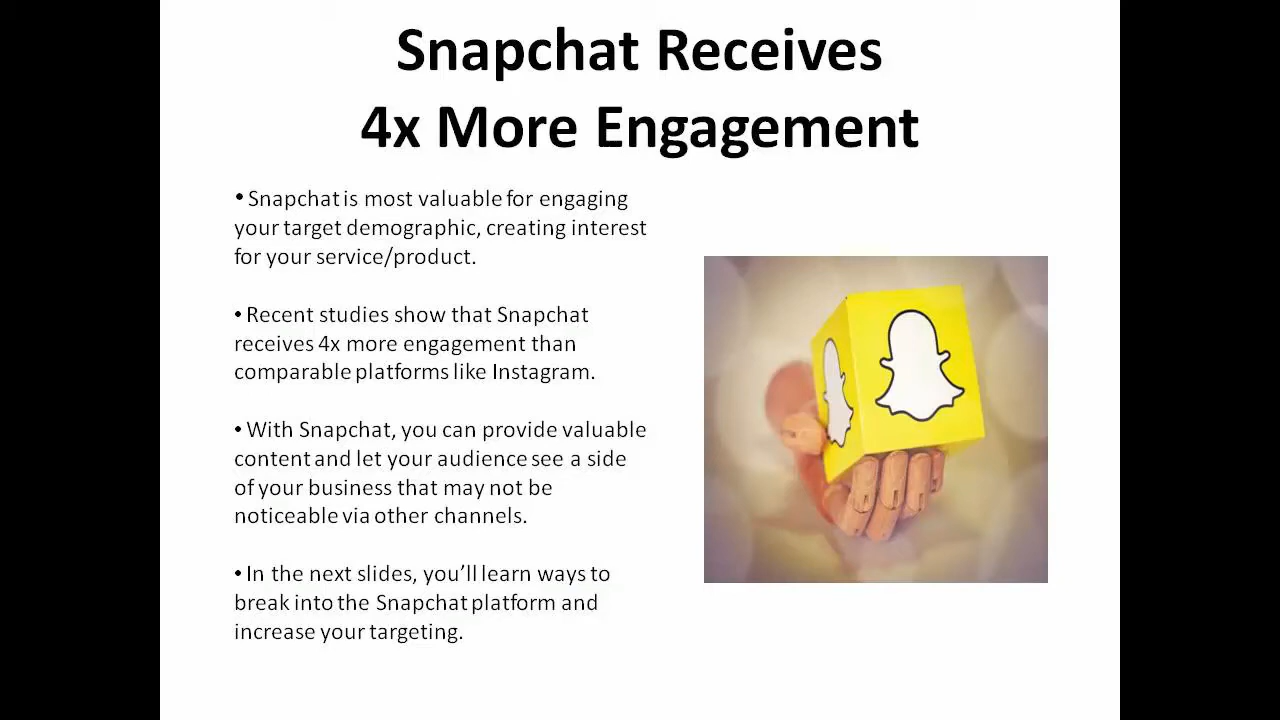 Snapchat Receives
4x More Engagement
• Snapchat is most valuable for engaging
your target demographic, creating interest
for your service/product.
• Recent studies show that Snapchat
receives 4x more engagement than
comparable platforms like Instagram.
• With Snapchat, you can provide valuable
content and let your audience see a side
of your business that may not be
noticeable via other channels.
• In the next slides, you’ll learn ways to
break into the Snapchat platform and
increase your targeting.